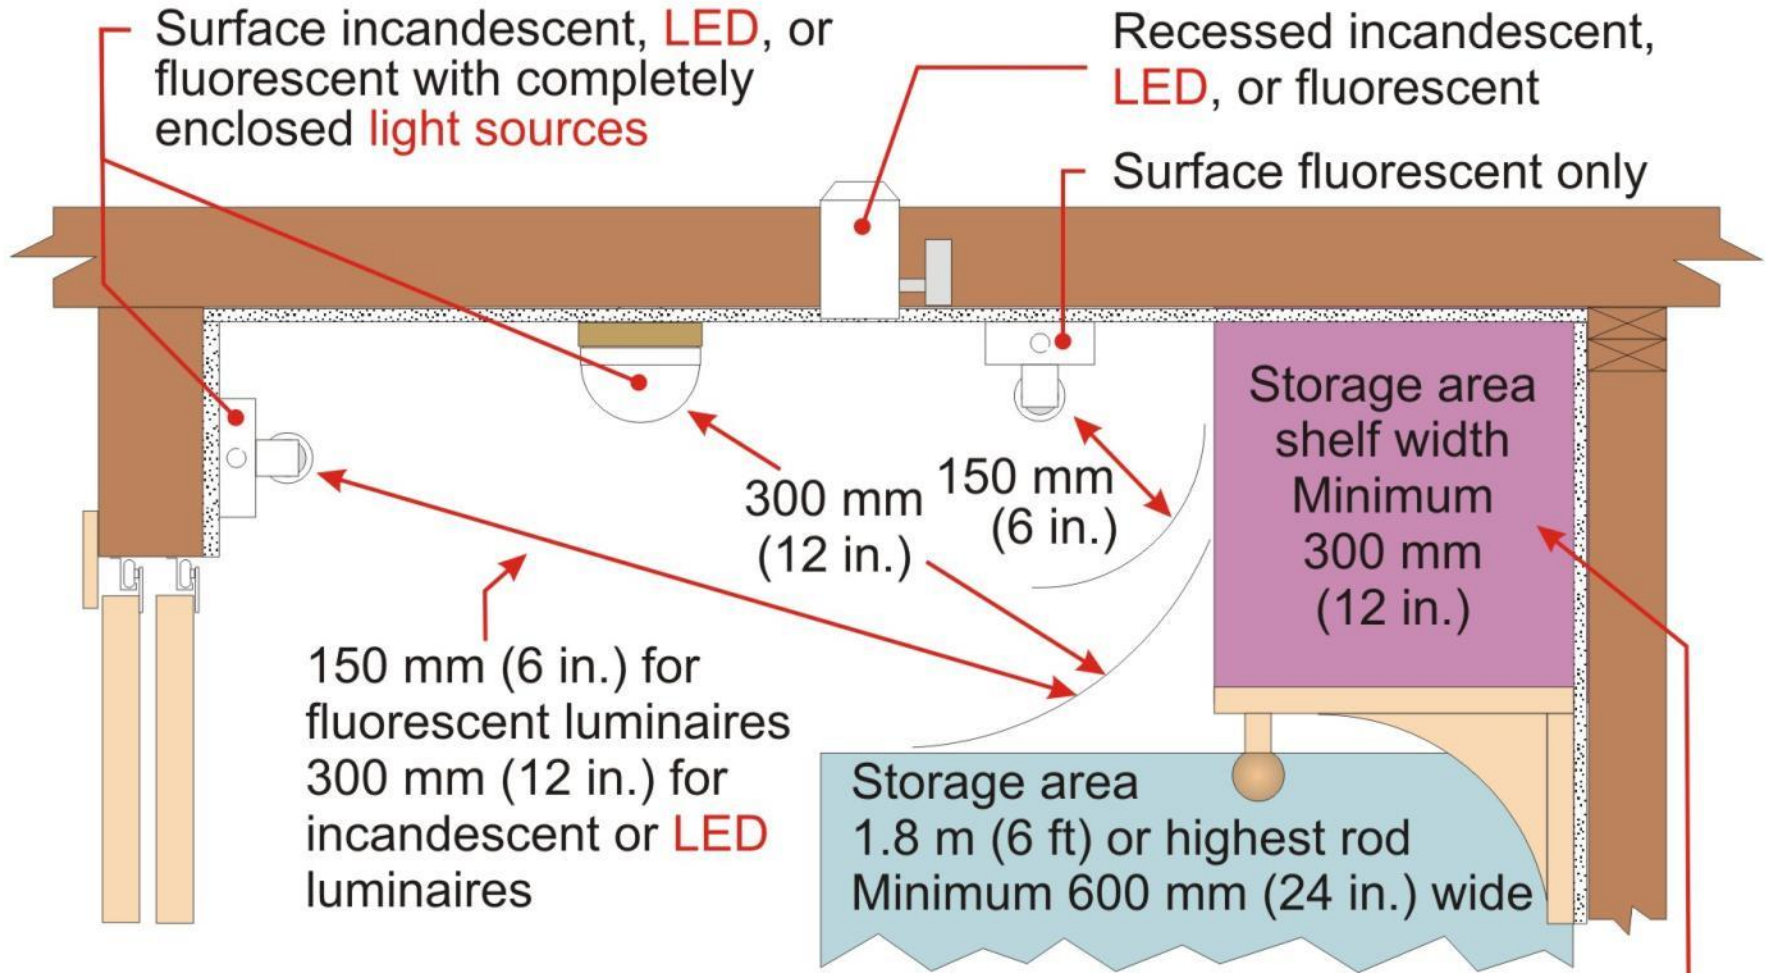 Surface incandescent, LED, or
fluorescent with completely
enclosed light sources
Recessed incandescent,
LED, or fluorescent
Surface fluorescent only
300 mm
(12 in.)
150 mm
(6 in.)
Storage area
shelf width
Minimum
300 mm
(12 in.)
150 mm (6 in.) for
fluorescent luminaires
300 mm (12 in.) for
incandescent or LED
luminaires
Storage area
1.8 m (6 ft) or highest rod
Minimum 600 mm (24 in.) wide